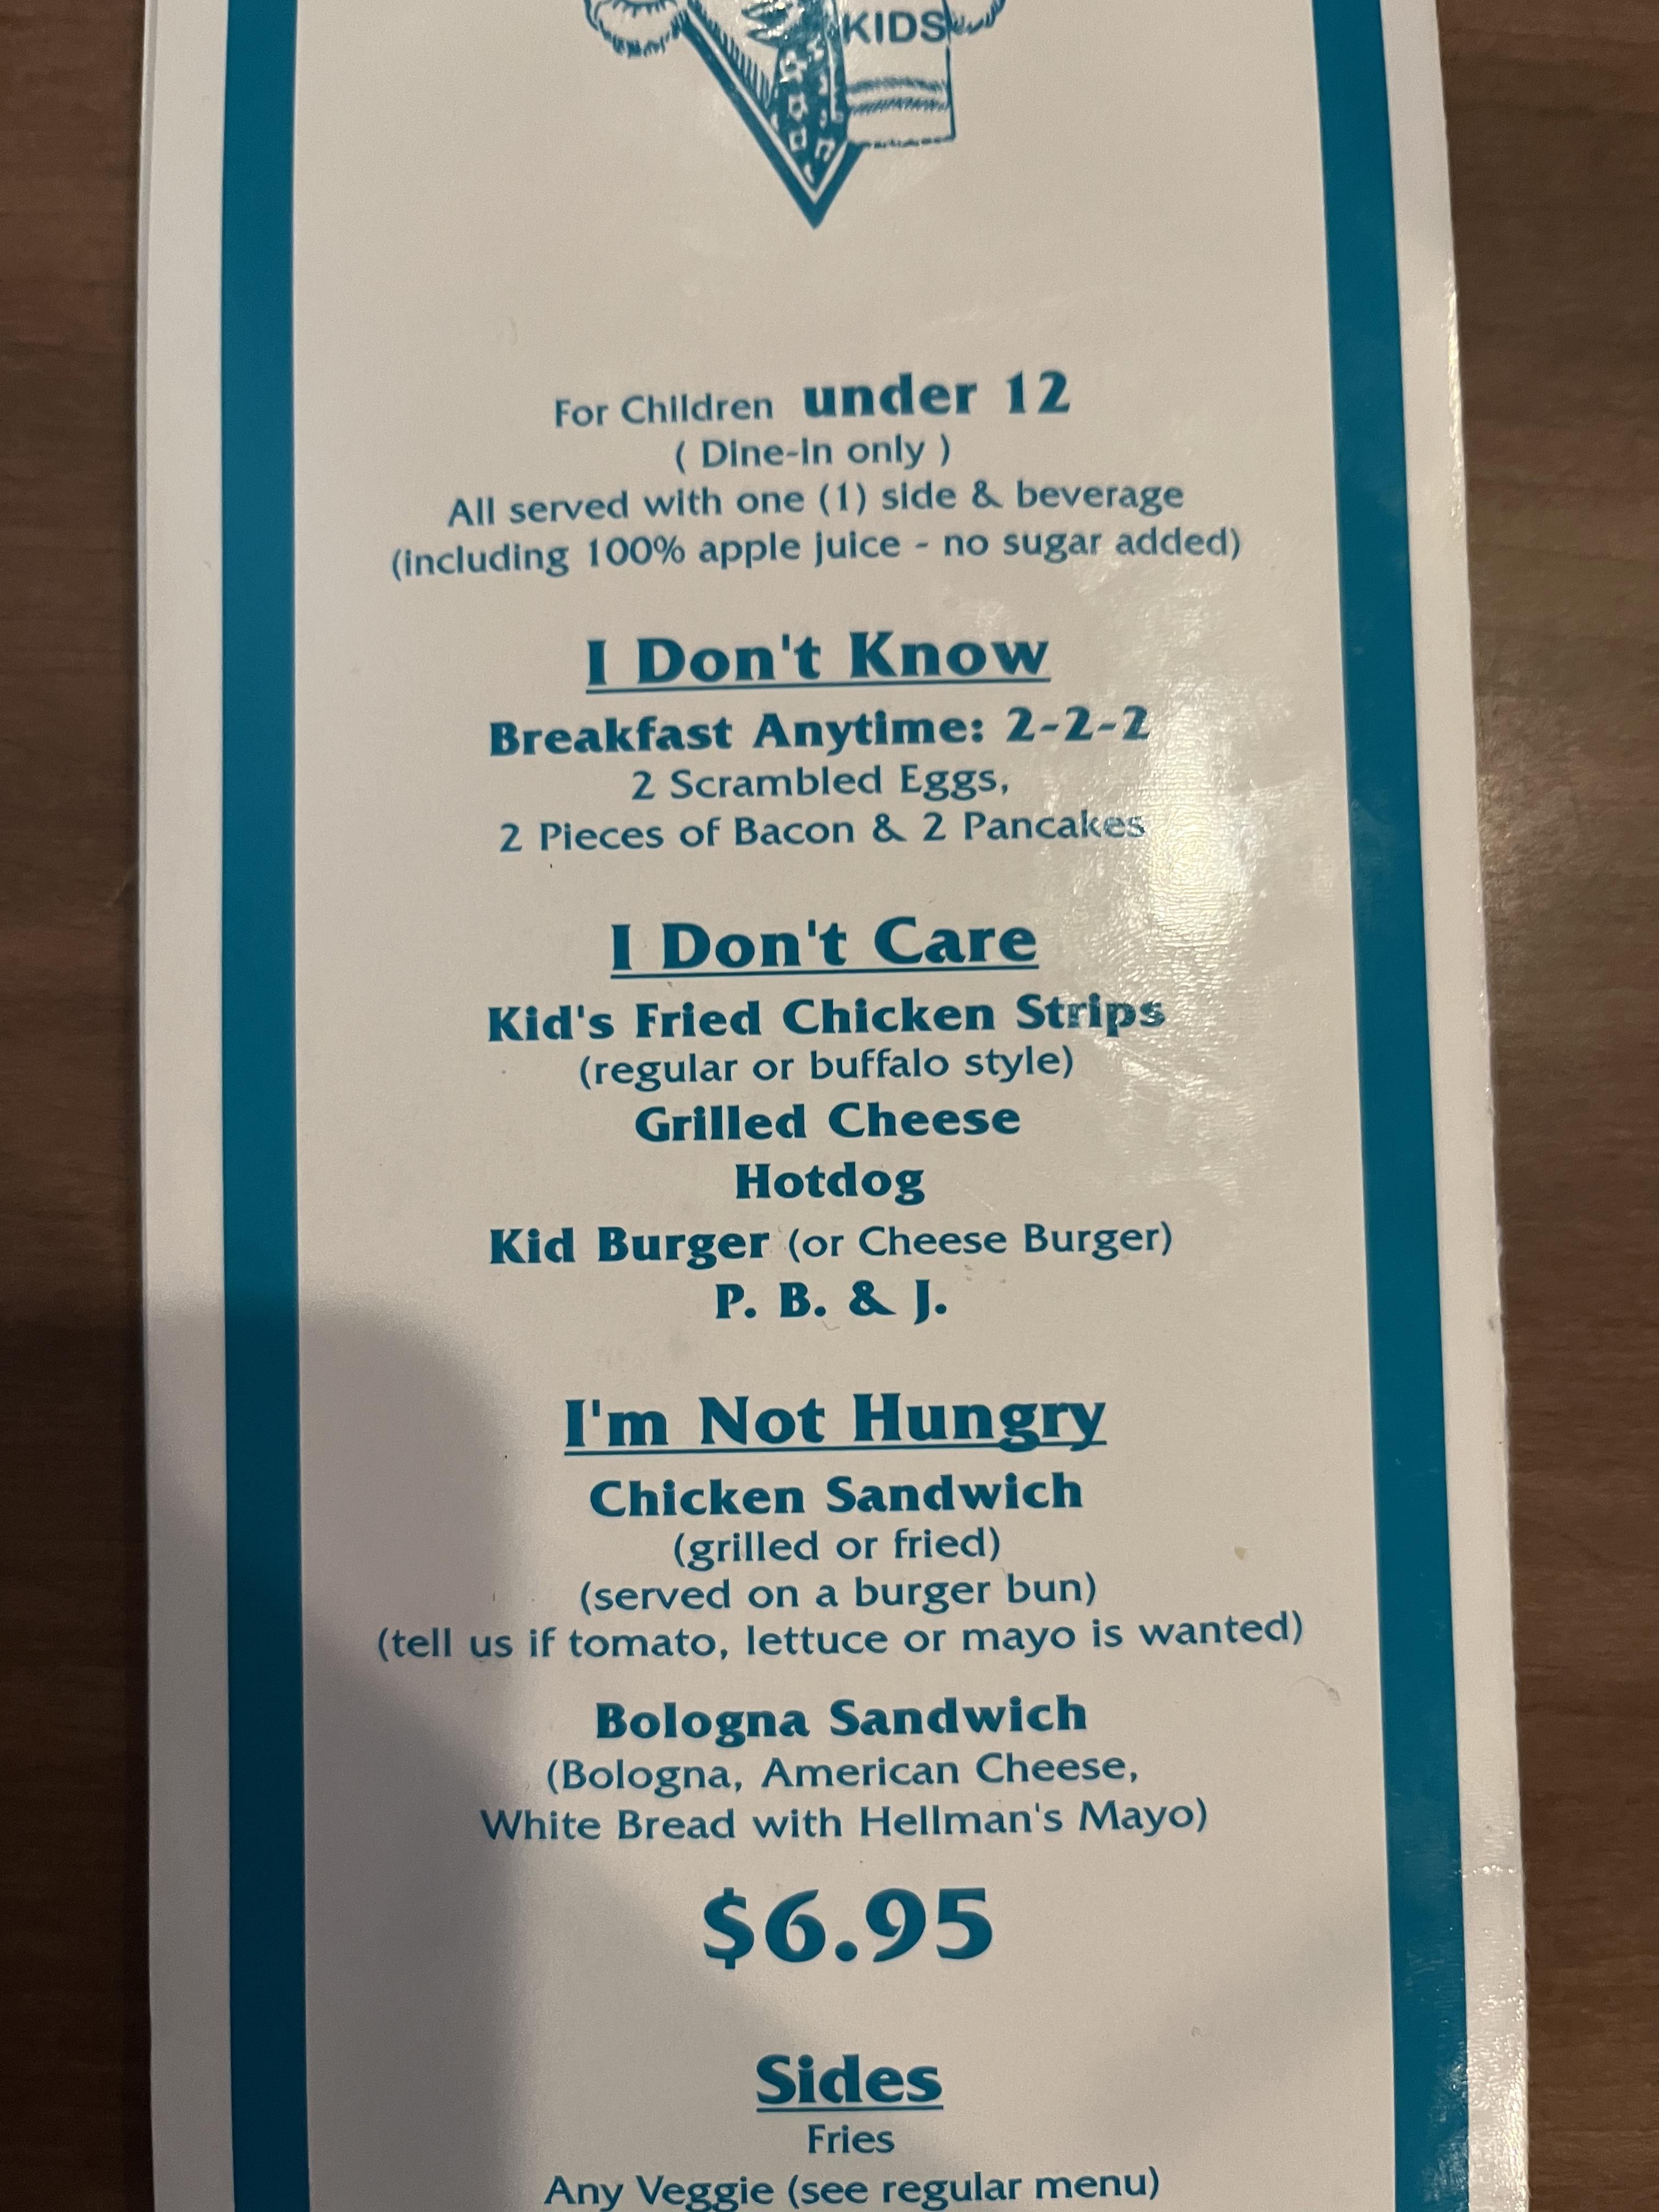 KIDS
For Children under 12
( Dine-In only )
All served with one (1) side & beverage
(including 100% apple juice - no sugar added)
I Don't Know
Breakfast Anytime: 2-2-2
2 Scrambled Eggs,
2 Pieces of Bacon & 2 Pancakes
I Don't Care
Kid's Fried Chicken Strips
(regular or buffalo style)
Grilled Cheese
Hotdog
Kid Burger (or Cheese Burger)
P. B. & J.
I'm Not Hungry
Chicken Sandwich
(grilled or fried)
(served on a burger bun)
(tell us if tomato, lettuce or mayo is wanted)
Bologna Sandwich
(Bologna, American Cheese,
White Bread with Hellman's Mayo)
$6.95
Sides
Fries
Any Veggie (see regular menu)